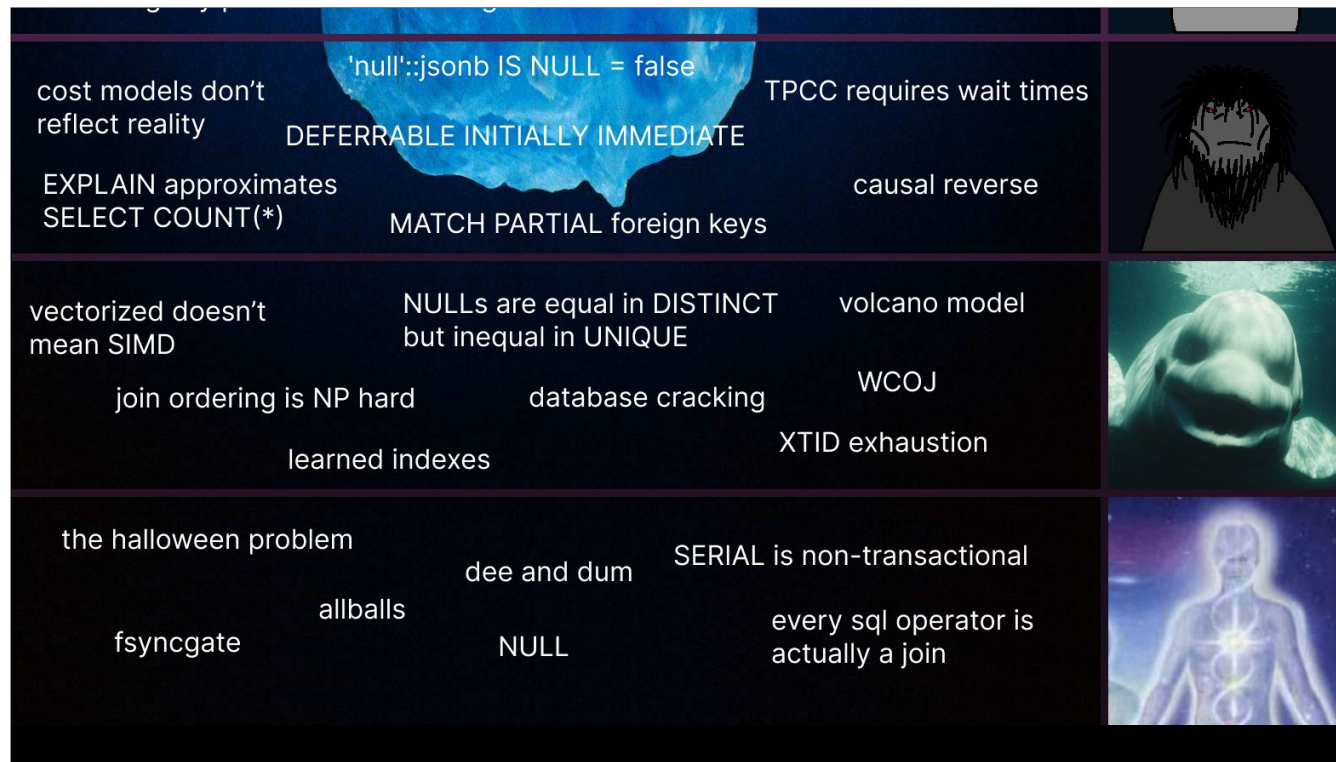 'null'::jsonb IS NULL = false
cost models don't
reflect reality
TPCC requires wait times
DEFERRABLE INITIALLY IMMEDIATE
EXPLAIN approximates
SELECT COUNT(*)
causal reverse
MATCH PARTIAL foreign keys
vectorized doesn't
mean SIMD
NULLs are equal in DISTINCT
but inequal in UNIQUE
volcano model
join ordering is NP hard
database cracking
WCOJ
learned indexes
XTID exhaustion
the halloween problem
dee and dum
SERIAL is non-transactional
allballs
fsyncgate
NULL
every sql operator is
actually a join